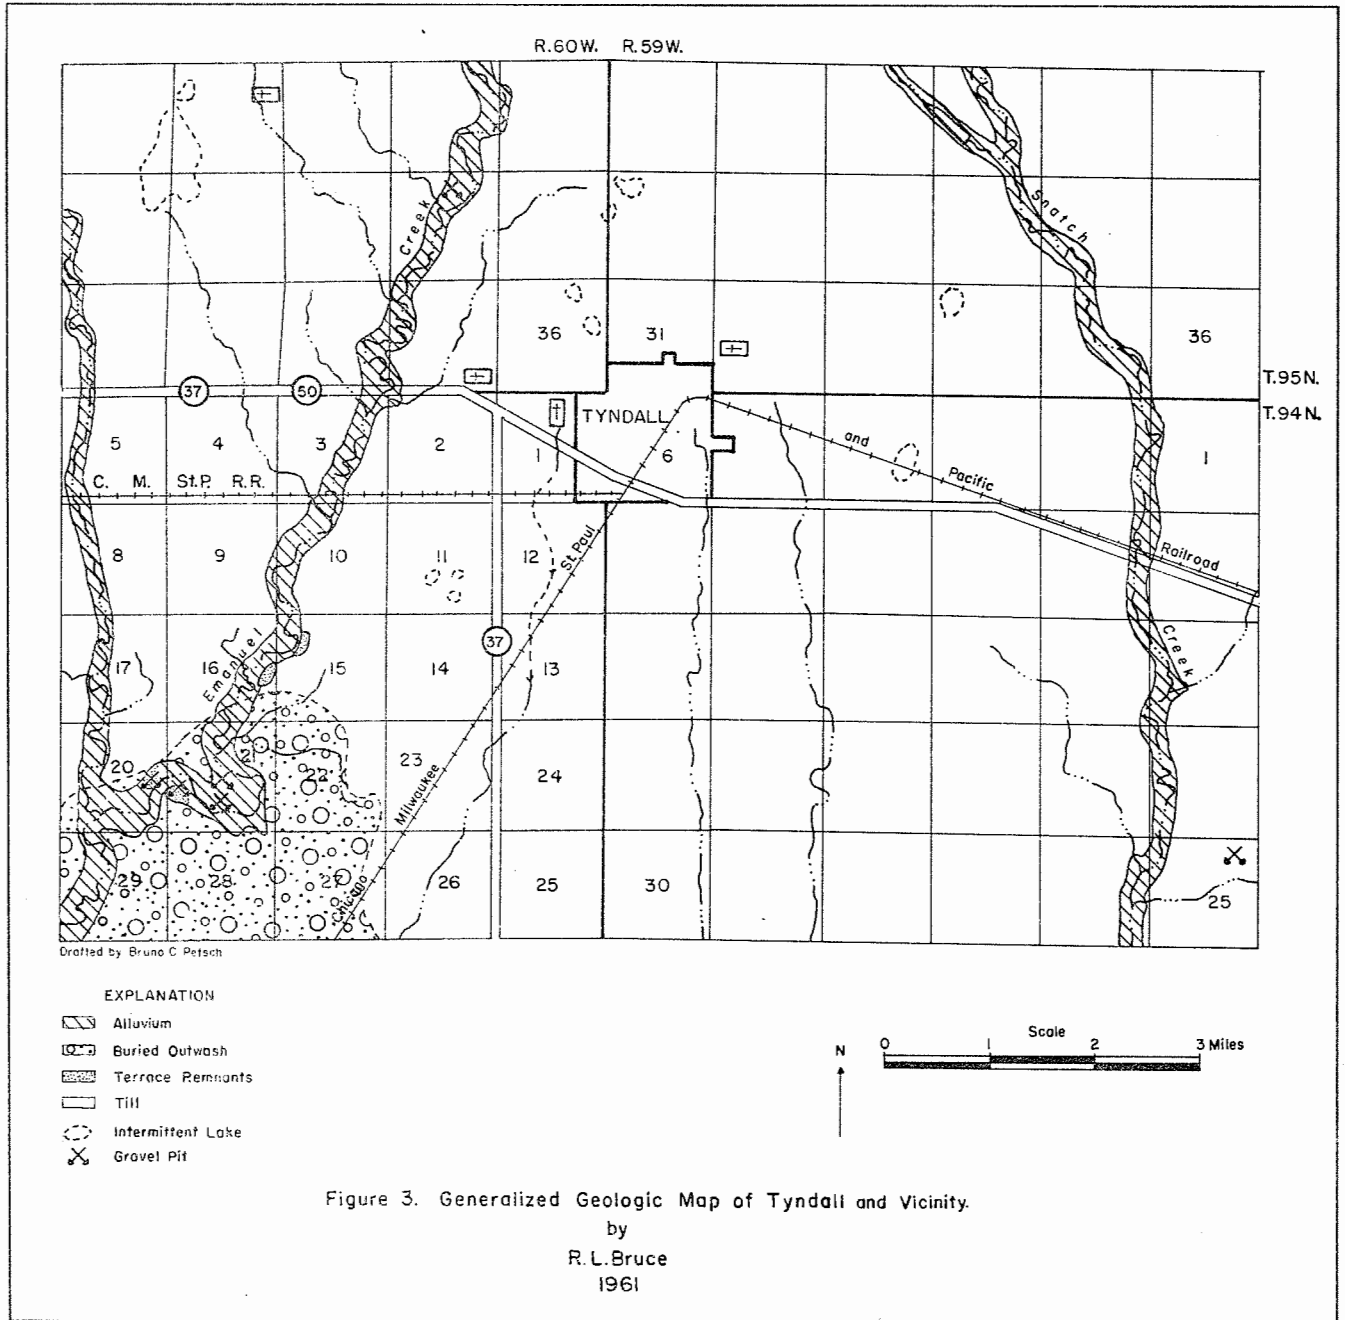 R.60W. R.59W.
Creek
Snatch
36 31 36
T.95N.
37 50
T.94N.
TYNDALL
5 4 3 2 1 6 1
and
Pacific
C. M. St.P. R.R.
St. Paul
Railroad
8 9 10 11 12
37
Creek
Emanuel
17 16 15 14 13
20 21 22 23 24
Milwaukee
29 28 27 26 25 30 25
Chicago
Drafted by Bruno C Petsch
EXPLANATION
Alluvium
Buried Outwash
Terrace Remnants
Till
Intermittent Lake
Gravel Pit
N
Scale
0 1 2 3 Miles
Figure 3. Generalized Geologic Map of Tyndall and Vicinity.
by
R.L.Bruce
1961